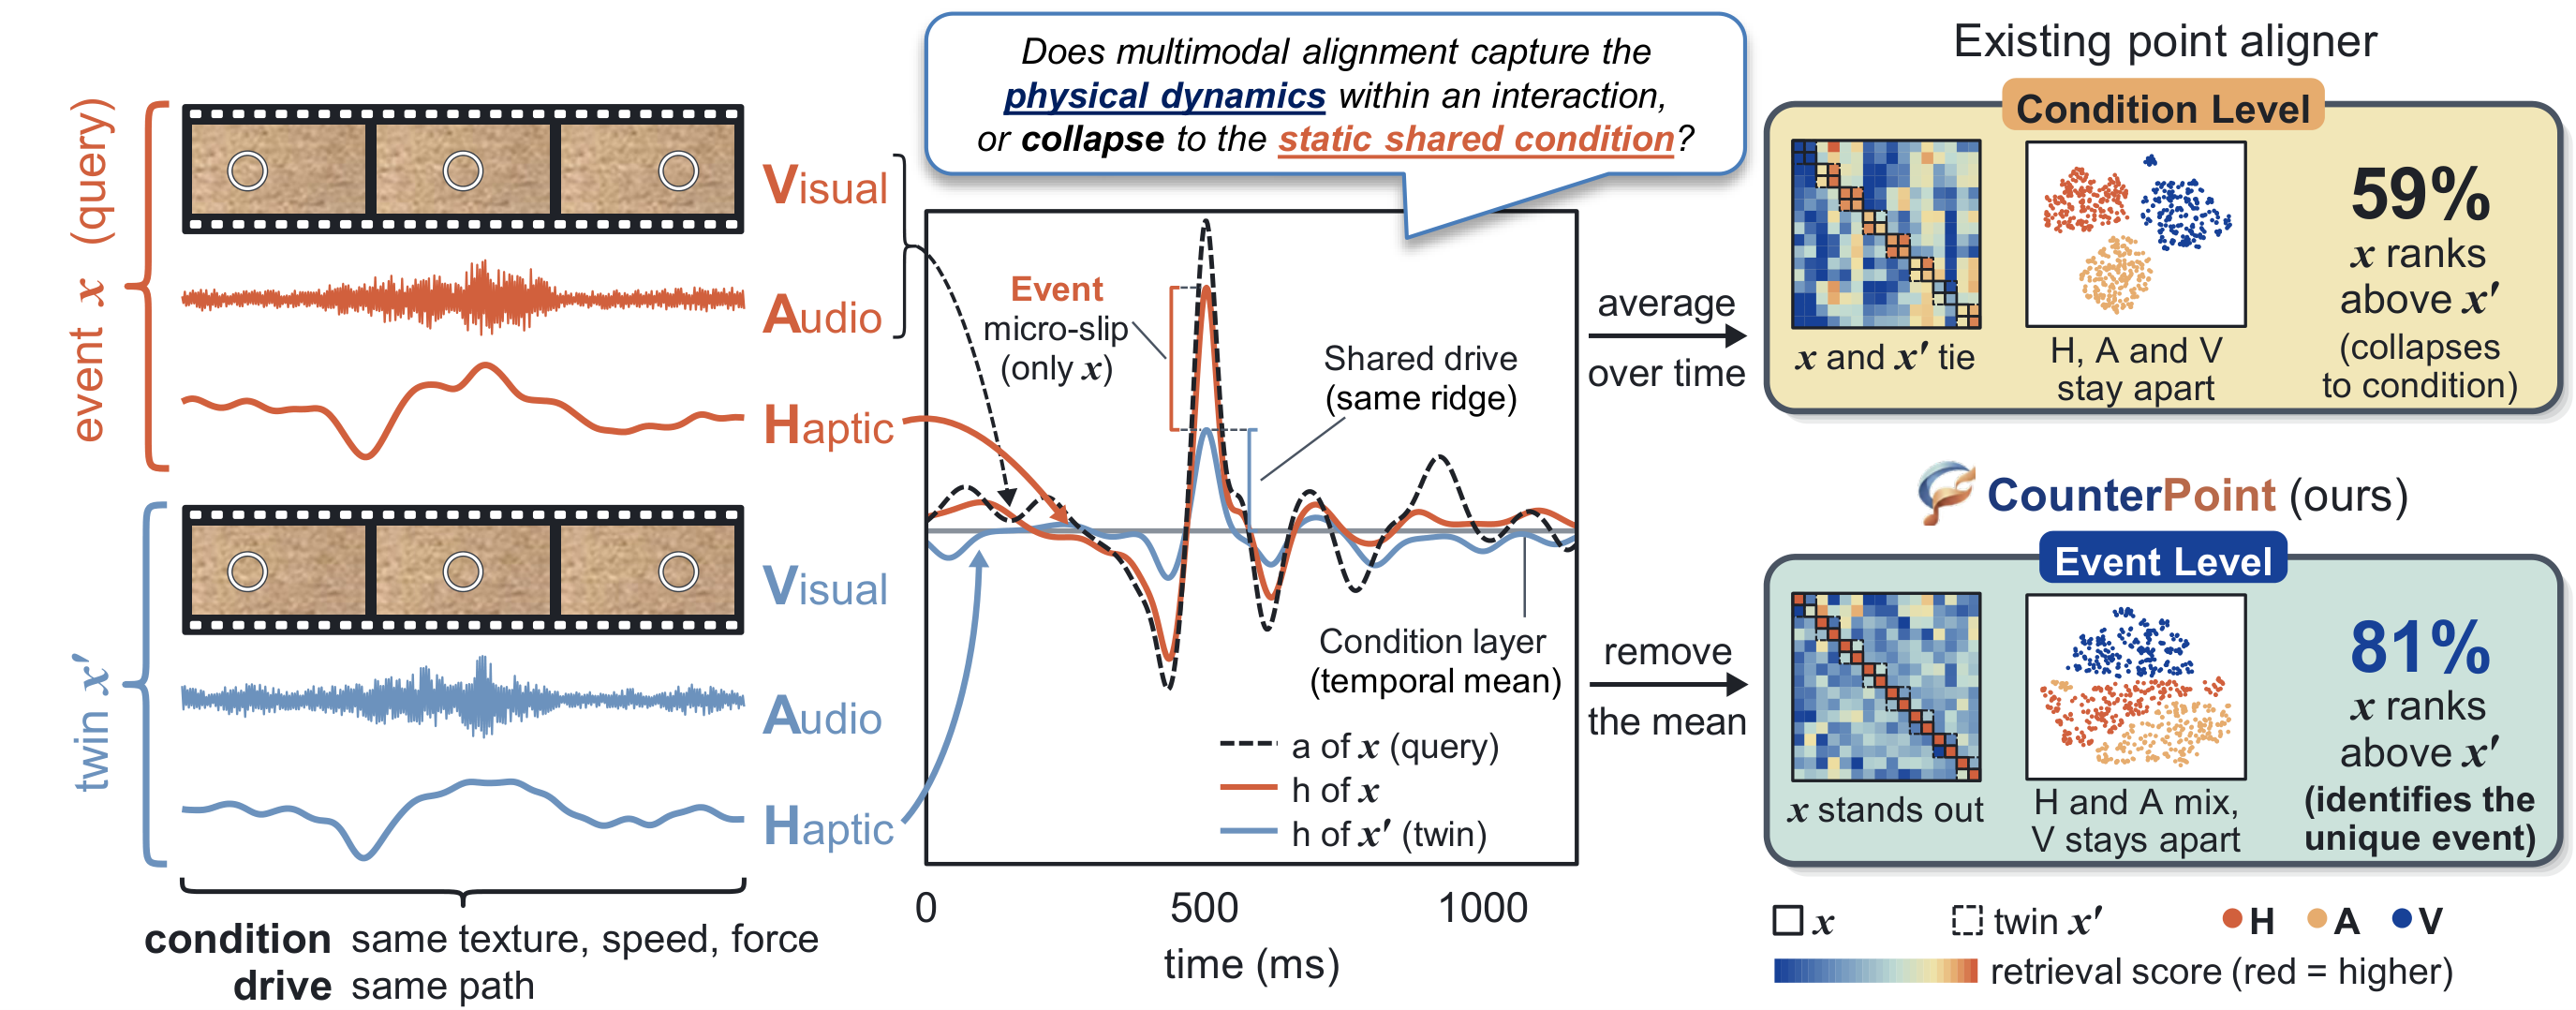 event x (query)
Visual
Audio
Haptic
twin x′
Visual
Audio
Haptic
condition same texture, speed, force
drive same path
Does multimodal alignment capture the
physical dynamics within an interaction,
or collapse to the static shared condition?
Event
micro-slip
(only x)
Shared drive
(same ridge)
Condition layer
(temporal mean)
a of x (query)
h of x
h of x′ (twin)
0
500
1000
time (ms)
average
over time
remove
the mean
Existing point aligner
Condition Level
x and x′ tie
H, A and V
stay apart
59%
x ranks
above x′
(collapses
to condition)
CounterPoint (ours)
Event Level
x stands out
H and A mix,
V stays apart
81%
x ranks
above x′
(identifies the
unique event)
x
twin x′
H
A
V
retrieval score (red = higher)